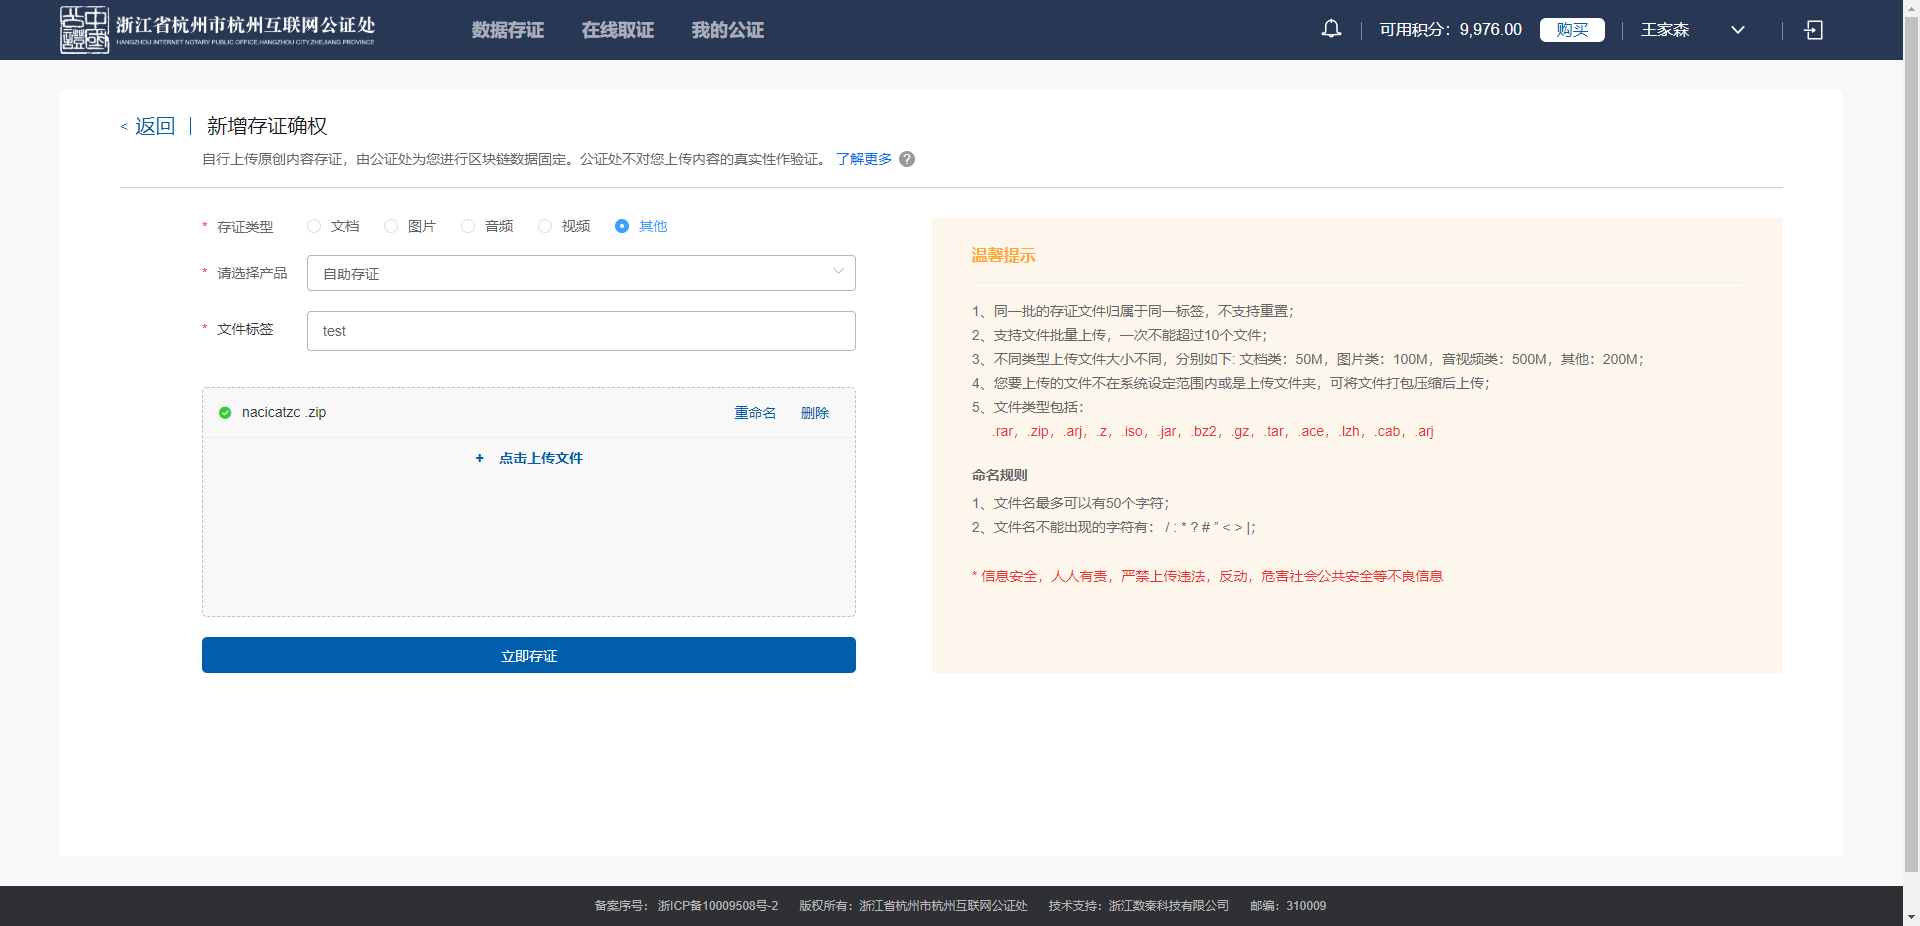 浙江省杭州市杭州互联网公证处
HANGZHOU INTERNET NOTARY PUBLIC OFFICE,HANGZHOU CITY,ZHEJIANG PROVINCE
数据存证 在线取证 我的公证
可用积分：9,976.00 购买 王家森
< 返回 | 新增存证确权
自行上传原创内容存证，由公证处为您进行区块链数据固定。公证处不对您上传内容的真实性作验证。 了解更多 ?
* 存证类型 文档 图片 音频 视频 其他
* 请选择产品 自助存证
* 文件标签 test
nacicatzc .zip 重命名 删除
+ 点击上传文件
立即存证
温馨提示
1、同一批的存证文件归属于同一标签，不支持重置；
2、支持文件批量上传，一次不能超过10个文件；
3、不同类型上传文件大小不同，分别如下: 文档类：50M，图片类：100M，音视频类：500M，其他：200M；
4、您要上传的文件不在系统设定范围内或是上传文件夹，可将文件打包压缩后上传；
5、文件类型包括：
.rar，.zip，.arj，.z，.iso，.jar，.bz2，.gz，.tar，.ace，.lzh，.cab，.arj
命名规则
1、文件名最多可以有50个字符；
2、文件名不能出现的字符有： / : * ? # " < > |；
* 信息安全，人人有责，严禁上传违法，反动，危害社会公共安全等不良信息
备案序号： 浙ICP备10009508号-2 版权所有：浙江省杭州市杭州互联网公证处 技术支持：浙江数秦科技有限公司 邮编：310009